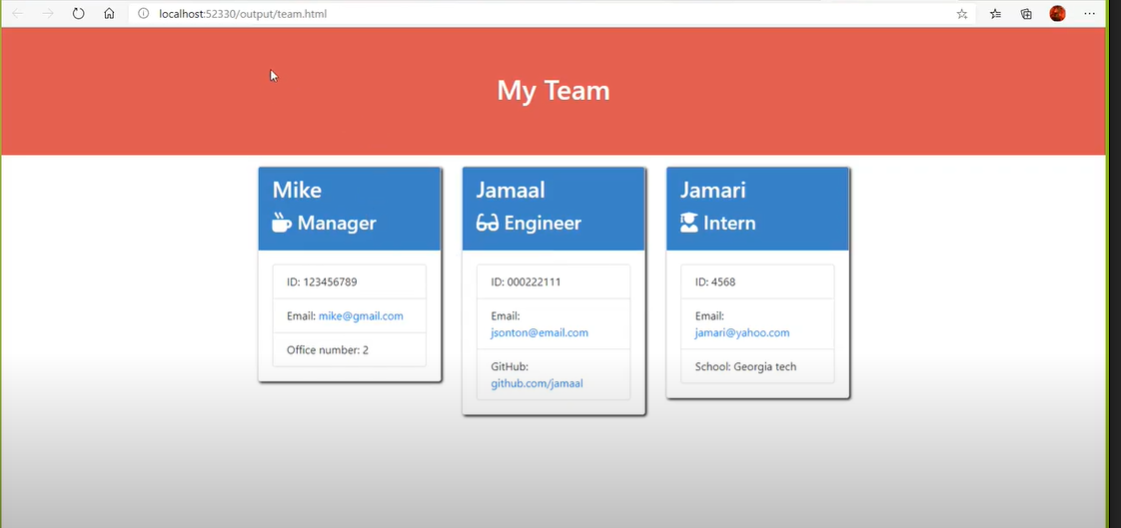 localhost:52330/output/team.html
My Team
Mike
Manager
ID: 123456789
Email: mike@gmail.com
Office number: 2
Jamaal
Engineer
ID: 000222111
Email:
jsonton@email.com
GitHub:
github.com/jamaal
Jamari
Intern
ID: 4568
Email:
jamari@yahoo.com
School: Georgia tech